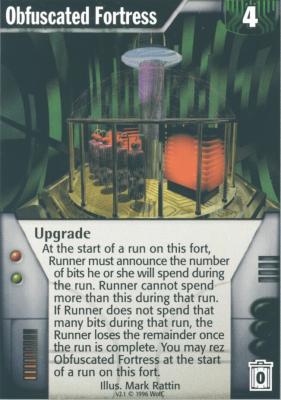 Obfuscated Fortress 4
Upgrade
At the start of a run on this fort,
Runner must announce the number
of bits he or she will spend during
the run. Runner cannot spend
more than this during that run.
If Runner does not spend that
many bits during that run, the
Runner loses the remainder once
the run is complete. You may rez
Obfuscated Fortress at the start
of a run on this fort.
Illus. Mark Rattin
v2.1 © 1996 WotC
0